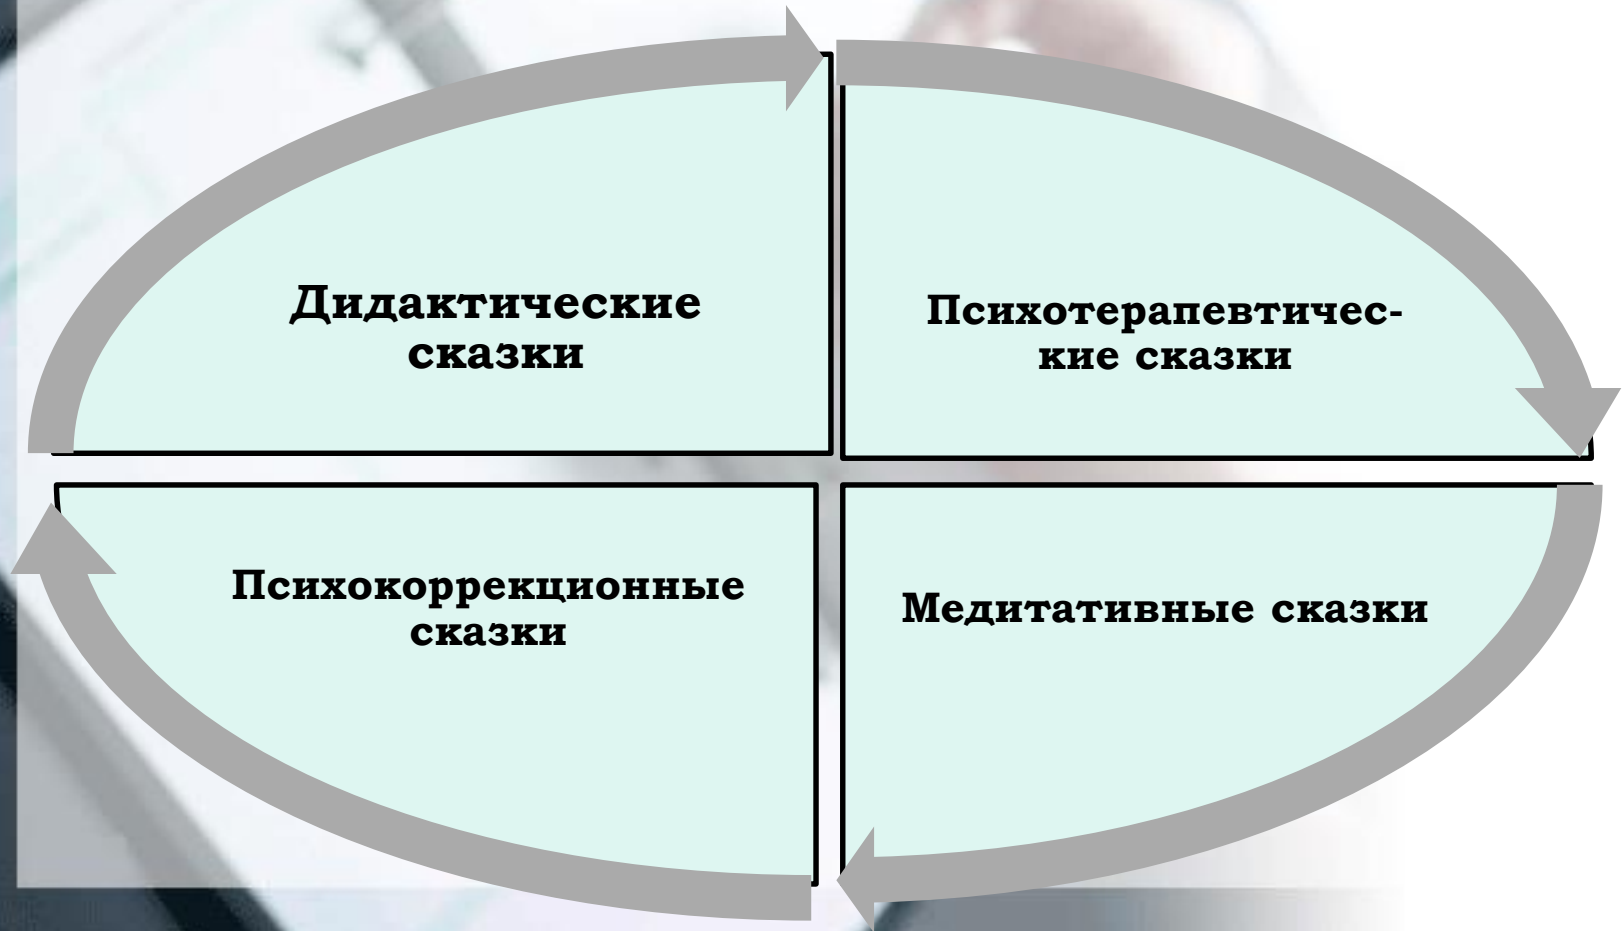 Дидактические
сказки
Психотерапевтичес-
кие сказки
Психокоррекционные
сказки
Медитативные сказки